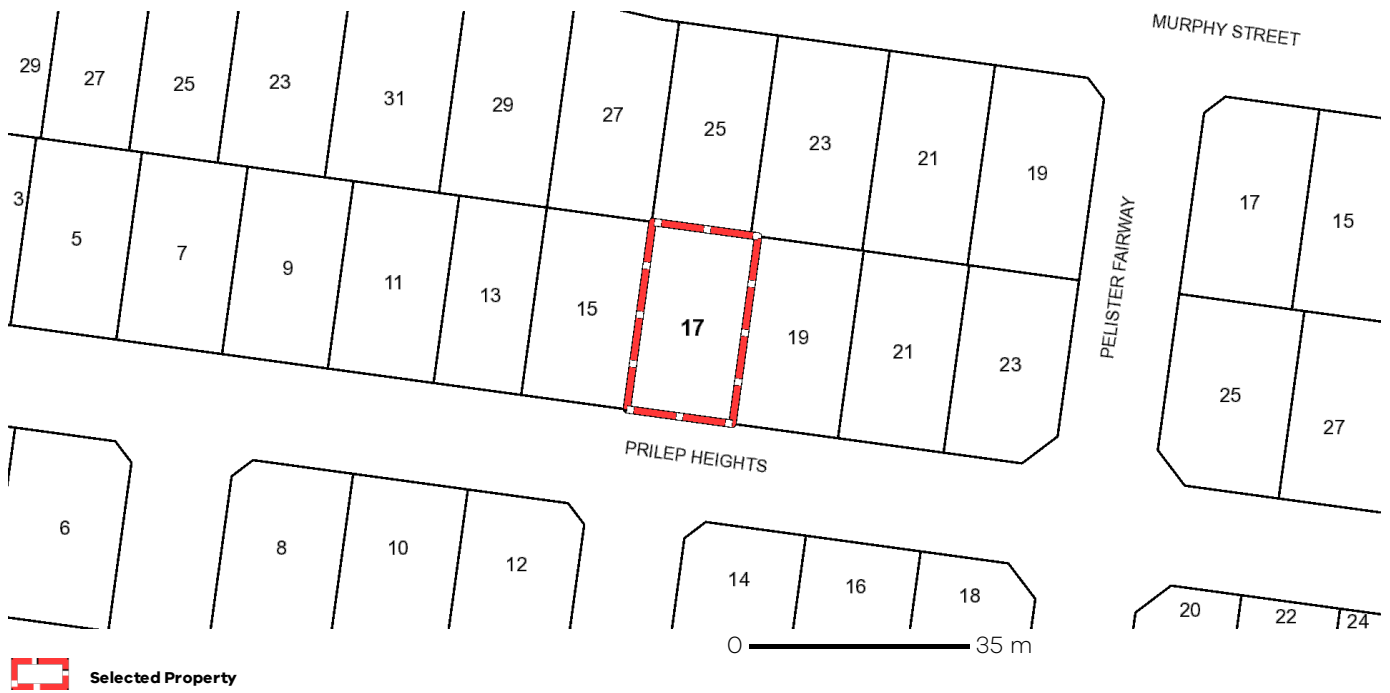 MURPHY STREET
29 27 25 23 31 29 27 25 23 21 19 17 15
3 5 7 9 11 13 15 17 19 21 23 25 27
PELISTER FAIRWAY
PRILEP HEIGHTS
6 8 10 12 14 16 18 20 22 24
0 35 m
Selected Property